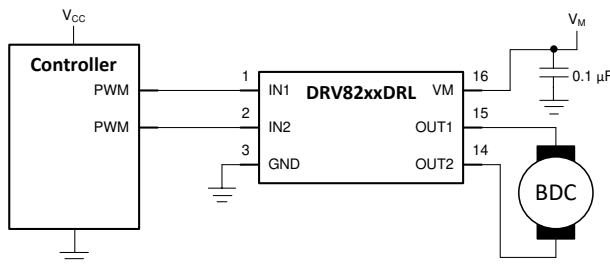 VCC
VM
Controller
PWM
PWM
1
2
3
DRV82xxDRL
IN1
IN2
GND
VM
OUT1
OUT2
16
15
14
0.1 µF
BDC